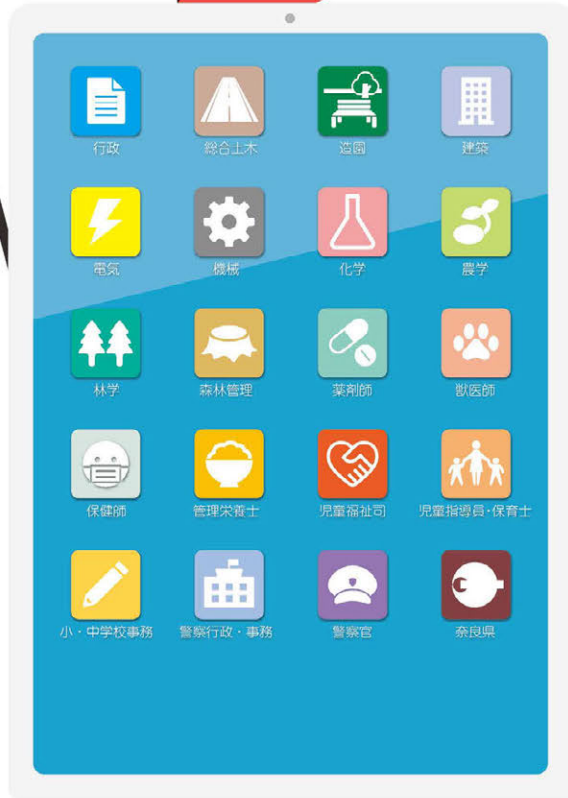 行政 総合土木 造園 建築
電気 機械 化学 農学
林学 森林管理 薬剤師 獣医師
保健師 管理栄養士 児童福祉司 児童指導員・保育士
小・中学校事務 警察行政・事務 警察官 奈良県